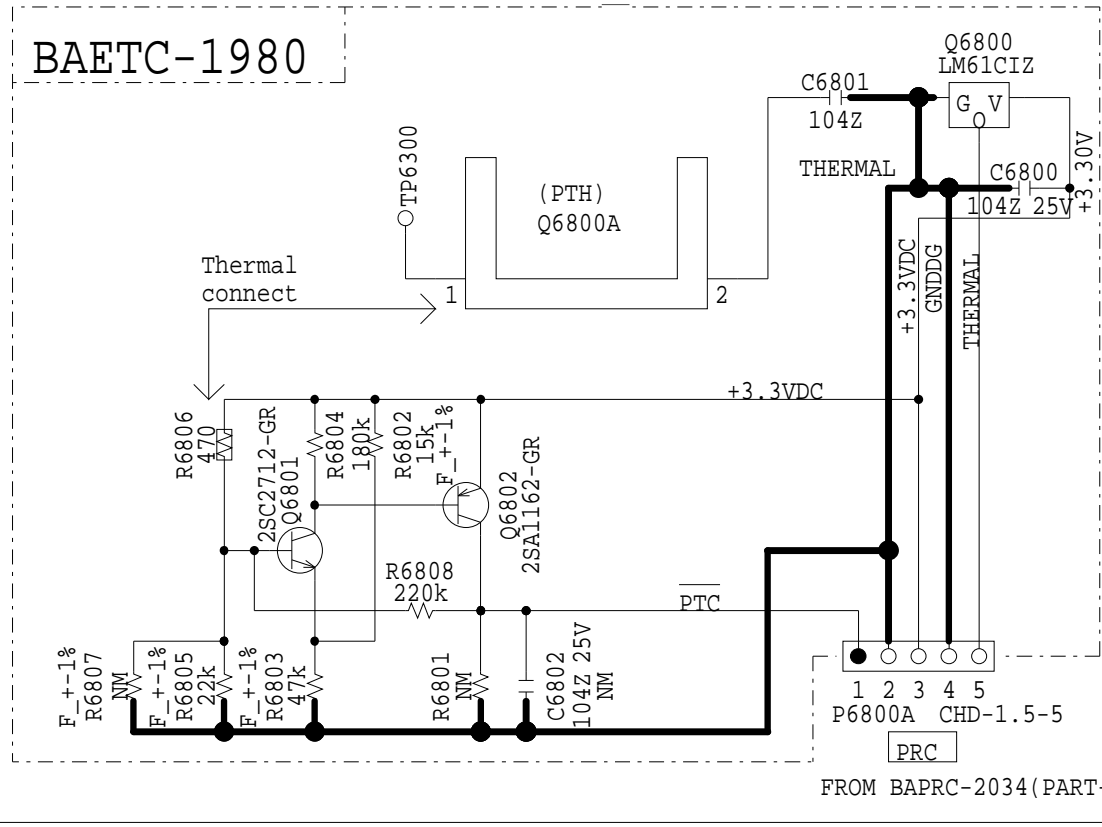 BAETC-1980
Q6800
LM61CIZ
C6801
104Z
G V
O
THERMAL
C6800
104Z 25V
+3.30V
TP6300
(PTH)
Q6800A
Thermal
connect
1
2
+3.3VDC
GNDDG
THERMAL
+3.3VDC
R6806
470
2SC2712-GR
Q6801
R6804
180k
R6802
15k
F_+-1%
Q6802
2SA1162-GR
R6808
220k
PTC
F_+-1%
R6807
NM
F_+-1%
R6805
22k
F_+-1%
R6803
47k
R6801
NM
C6802
104Z 25V
NM
1 2 3 4 5
P6800A CHD-1.5-5
PRC
FROM BAPRC-2034(PART-